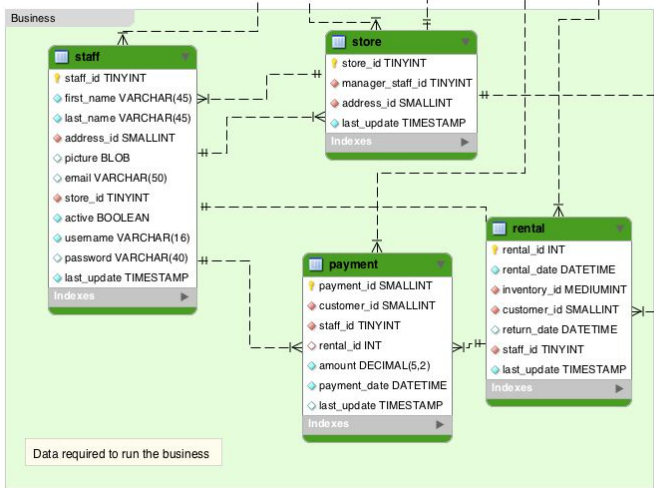 Business
staff
staff_id TINYINT
first_name VARCHAR(45)
last_name VARCHAR(45)
address_id SMALLINT
picture BLOB
email VARCHAR(50)
store_id TINYINT
active BOOLEAN
username VARCHAR(16)
password VARCHAR(40)
last_update TIMESTAMP
Indexes
store
store_id TINYINT
manager_staff_id TINYINT
address_id SMALLINT
last_update TIMESTAMP
Indexes
payment
payment_id SMALLINT
customer_id SMALLINT
staff_id TINYINT
rental_id INT
amount DECIMAL(5,2)
payment_date DATETIME
last_update TIMESTAMP
Indexes
rental
rental_id INT
rental_date DATETIME
inventory_id MEDIUMINT
customer_id SMALLINT
return_date DATETIME
staff_id TINYINT
last_update TIMESTAMP
Indexes
Data required to run the business